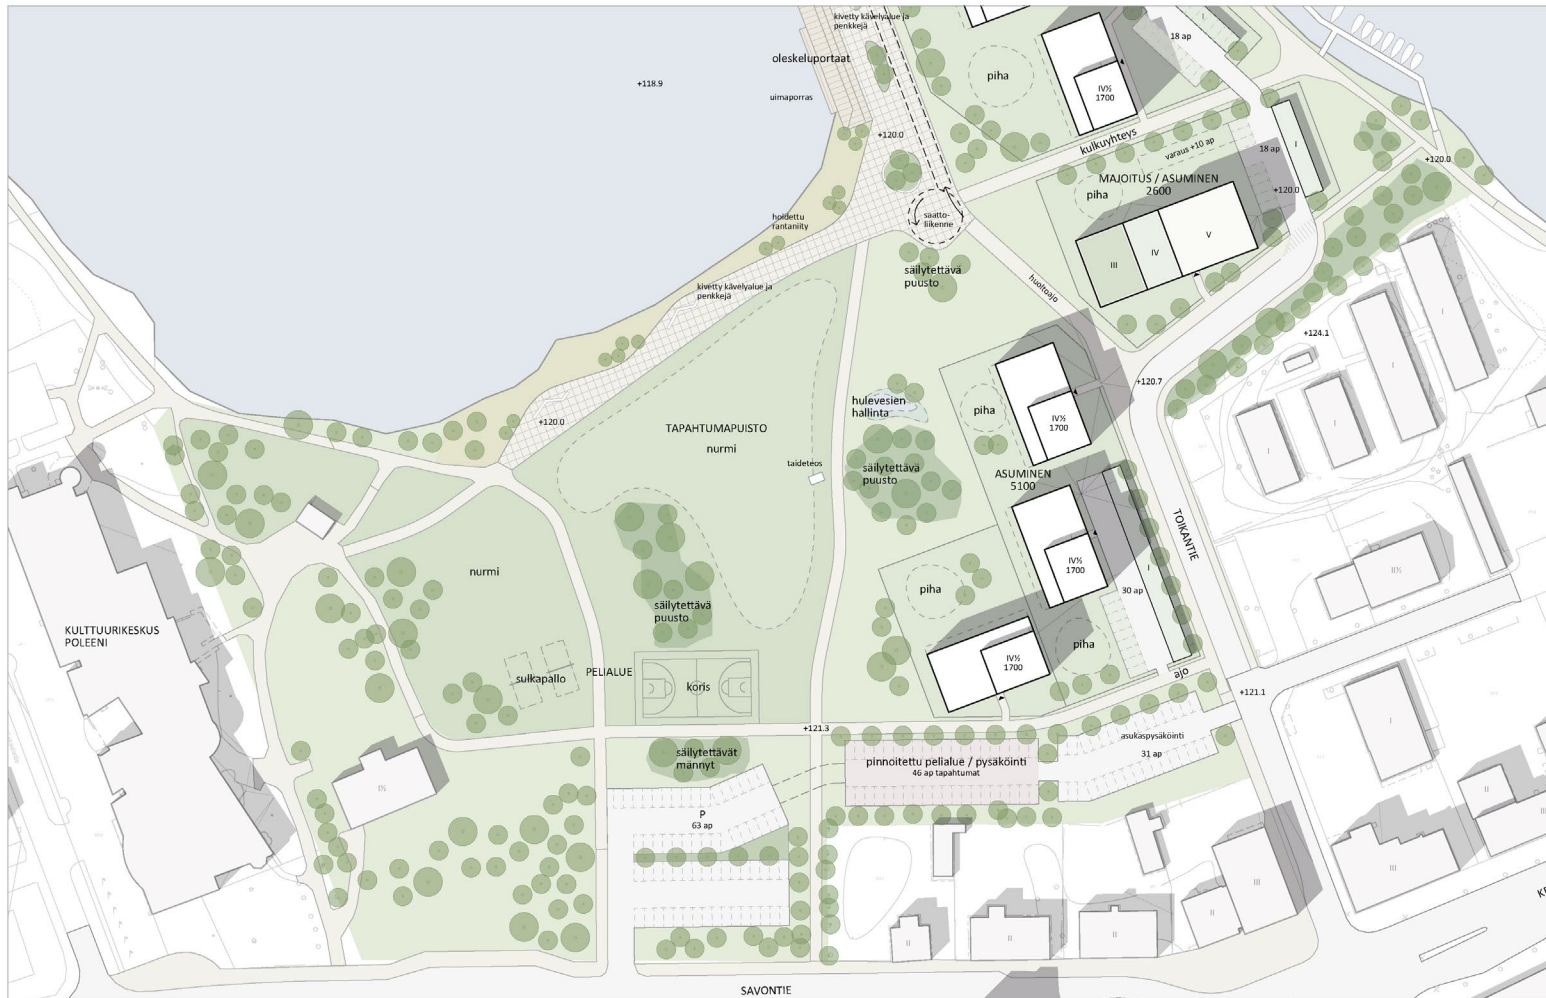 kivetty kävelyalue ja
penkkejä
oleskeluportaat
uimaporras
+118.9
+120.0
piha
IV½
1700
18 ap
I
kulkuyhteys
varaus +10 ap
18 ap
I
+120.0
MAJOITUS / ASUMINEN
2600
piha
+120.0
III
IV
V
saatto-
liikenne
hoidettu
rantaniity
säilytettävä
puusto
huoltoajo
kivetty kävelyalue ja
penkkejä
+124.1
+120.7
I
I
I
I
hulevesien
hallinta
piha
IV½
1700
+120.0
TAPAHTUMAPUISTO
nurmi
taideteos
säilytettävä
puusto
ASUMINEN
5100
TOIKANTIE
IV½
1700
I
30 ap
II½
nurmi
piha
säilytettävä
puusto
KULTTUURIKESKUS
POLEENI
sulkapallo
PELIALUE
koris
IV½
1700
piha
ajo
+121.1
+121.3
asukaspysäköinti
31 ap
I
säilytettävät
männyt
pinnoitettu pelialue / pysäköinti
46 ap tapahtumat
I½
P
63 ap
II
II
III
III
III
II
II
II
II
SAVONTIE